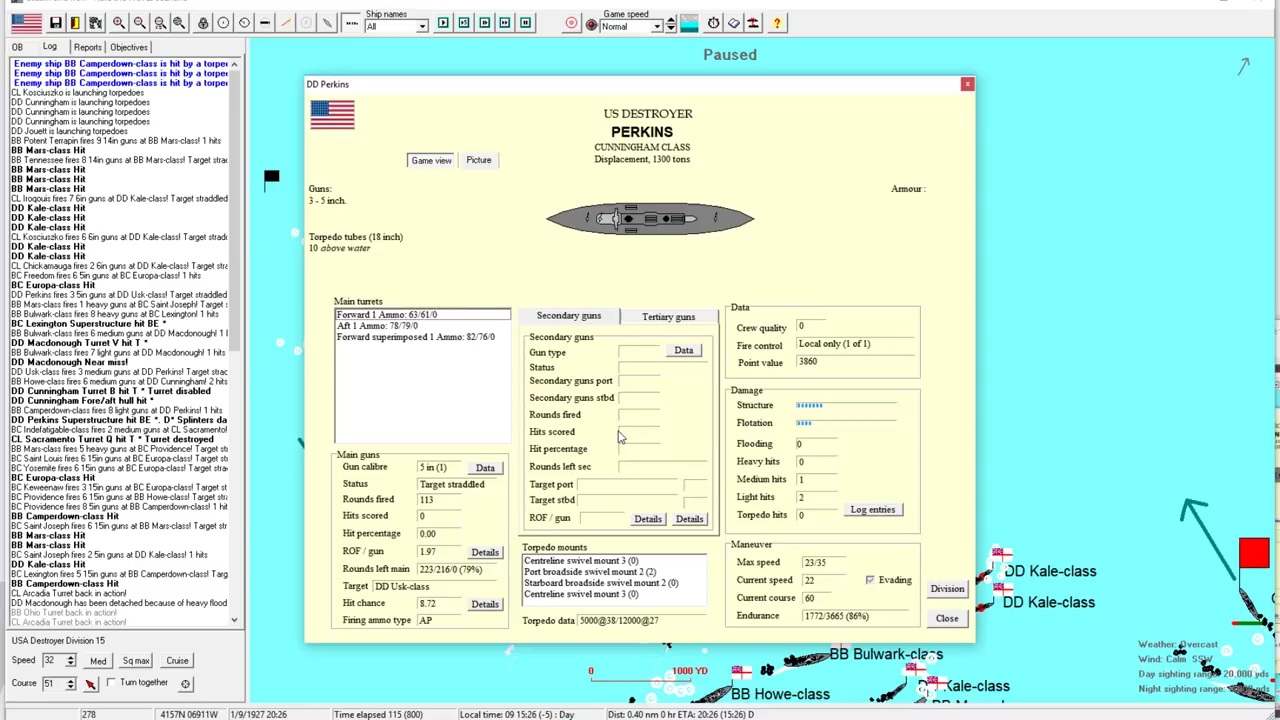 Ship names
All
Game speed
Normal
OB
Log
Reports
Objectives
Paused
Enemy ship BB Camperdown-class is hit by a torpe
Enemy ship BB Camperdown-class is hit by a torpe
Enemy ship BB Camperdown-class is hit by a torpe
CL Kosciuszko is launching torpedoes
DD Cunningham is launching torpedoes
DD Cunningham is launching torpedoes
DD Cunningham is launching torpedoes
DD Jouett is launching torpedoes
BB Potent Terrapin fires 9 14in guns at BB Mars-class! 1 hits
BB Mars-class Hit
BB Tennessee fires 8 14in guns at BB Mars-class! Target strad
BB Mars-class Hit
BB Mars-class Hit
BB Mars-class Hit
CL Iroquois fires 7 6in guns at DD Kale-class! Target straddled
DD Kale-class Hit
DD Kale-class Hit
CL Kosciuszko fires 6 6in guns at DD Kale-class! Target strad
DD Kale-class Hit
DD Kale-class Hit
CL Chickamauga fires 2 6in guns at DD Kale-class! Target stra
BC Freedom fires 6 5in guns at BC Europa-class! 1 hits
BC Europa-class Hit
DD Perkins fires 3 5in guns at DD Usk-class! Target straddled
BB Mars-class fires 1 heavy guns at BC Saint Joseph! Target s
BB Bulwark-class fires 8 heavy guns at BC Lexington! 1 hits
BC Lexington Superstructure hit BE *
BB Bulwark-class fires 6 medium guns at DD Macdonough! 1 h
BB Bulwark-class fires 7 light guns at DD Macdonough! 1 hits
DD Macdonough Turret V hit T *
DD Macdonough Near miss!
DD Usk-class fires 3 medium guns at DD Perkins! Target stradd
BB Howe-class fires 6 medium guns at DD Cunningham! 2 hits
DD Cunningham Turret B hit T * Turret disabled
DD Cunningham Fore/aft hull hit *
BB Camperdown-class fires 8 light guns at DD Perkins! 1 hits
DD Perkins Superstructure hit BE *. D* Splinters da
BC Indefatigable-class fires 2 medium guns at CL Sacramento!
CL Sacramento Turret Q hit T * Turret destroyed
BB Mars-class fires 5 heavy guns at BC Providence! Target str
BC Saint Louis fires 6 15in guns at BC Europa-class! Target str
BC Yosemite fires 6 15in guns at BC Europa-class! Target stra
BC Europa-class Hit
BC Keweenaw fires 3 15in guns at BC Europa-class! Target str
BC Providence fires 6 15in guns at BB Howe-class! Target stra
BC Providence fires 8 5in guns at BB Camperdown-class! 1 hit
BB Camperdown-class Hit
BC Saint Joseph fires 6 15in guns at BB Mars-class! Target str
BB Mars-class Hit
BB Mars-class Hit
BC Saint Joseph fires 2 5in guns at DD Kale-class! 1 hits
DD Kale-class Hit
BC Lexington fires 5 15in guns at BB Camperdown-class! Targ
BB Camperdown-class Hit
CL Arcadia Turret back in action!
DD Macdonough has been detached because of heavy flood
BB Ohio Turret back in action!
CL Arcadia Turret back in action!
USA Destroyer Division 15
Speed 32 Med Sq max Cruise
Course 51 Turn together
DD Perkins
US DESTROYER
PERKINS
CUNNINGHAM CLASS
Displacement, 1300 tons
Game view Picture
Guns:
3 - 5 inch.
Armour :
Torpedo tubes (18 inch)
10 above water
Main turrets
Forward 1 Ammo: 63/61/0
Aft 1 Ammo: 78/79/0
Forward superimposed 1 Ammo: 82/76/0
Main guns
Gun calibre 5 in (1) Data
Status Target straddled
Rounds fired 113
Hits scored 0
Hit percentage 0.00
ROF / gun 1.97 Details
Rounds left main 223/216/0 (79%)
Target DD Usk-class
Hit chance 8.72 Details
Firing ammo type AP
Secondary guns Tertiary guns
Secondary guns
Gun type Data
Status
Secondary guns port
Secondary guns stbd
Rounds fired
Hits scored
Hit percentage
Rounds left sec
Target port
Target stbd
ROF / gun Details Details
Torpedo mounts
Centreline swivel mount 3 (0)
Port broadside swivel mount 2 (2)
Starboard broadside swivel mount 2 (0)
Centreline swivel mount 3 (0)
Torpedo data 5000@38/12000@27
Data
Crew quality 0
Fire control Local only (1 of 1)
Point value 3860
Damage
Structure
Flotation
Flooding 0
Heavy hits 0
Medium hits 1
Light hits 2
Torpedo hits 0
Log entries
Maneuver
Max speed 23/35
Current speed 22 Evading
Current course 60
Endurance 1772/3665 (86%)
Division
Close
DD Kale-class
DD Kale-class
BB Bulwark-class
Kale-class
BB Howe-class
0 1000 YD
Weather: Overcast
Wind: Calm SSW
Day sighting range: 20,000 yds
Night sighting range:
278 4157N 06911W 1/9/1927 20:26 Time elapsed 115 (800) Local time: 09 15:26 (-5) : Day Dist: 0.40 nm 0 hr ETA: 20:26 (15:26) D